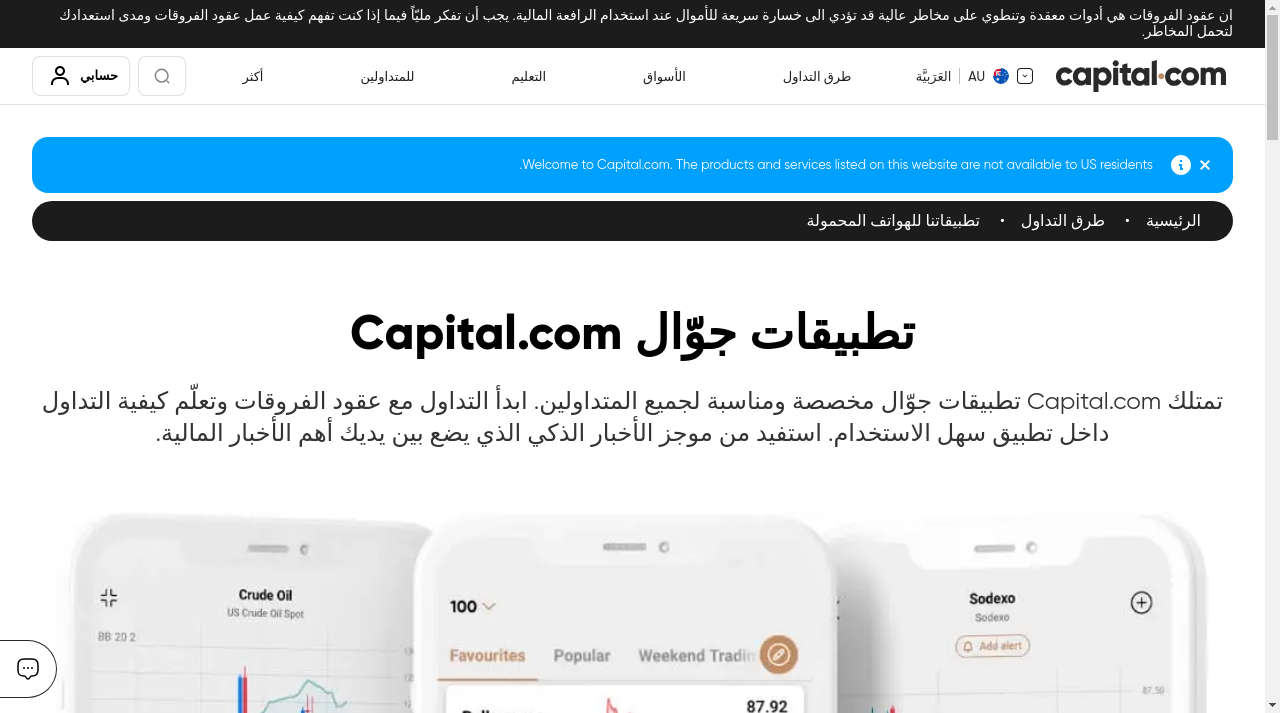 ان عقود الفروقات هي أدوات معقدة وتنطوي على مخاطر عالية قد تؤدي الى خسارة سريعة للأموال عند استخدام الرافعة المالية. يجب أن تفكر مليّاً فيما إذا كنت تفهم كيفية عمل عقود الفروقات ومدى استعدادك
لتحمل المخاطر.
capital.com
AU العَرَبيَّة
طرق التداول
الأسواق
التعليم
للمتداولين
أكثر
حسابي
Welcome to Capital.com. The products and services listed on this website are not available to US residents.
الرئيسية • طرق التداول • تطبيقاتنا للهواتف المحمولة
تطبيقات جوّال Capital.com
تمتلك Capital.com تطبيقات جوّال مخصصة ومناسبة لجميع المتداولين. ابدأ التداول مع عقود الفروقات وتعلّم كيفية التداول
داخل تطبيق سهل الاستخدام. استفيد من موجز الأخبار الذكي الذي يضع بين يديك أهم الأخبار المالية.
Crude Oil
US Crude Oil Spot
BB 20 2
100
Favourites Popular Weekend Tradin
87.92
Sodexo
Sodexo
Add alert
87.50